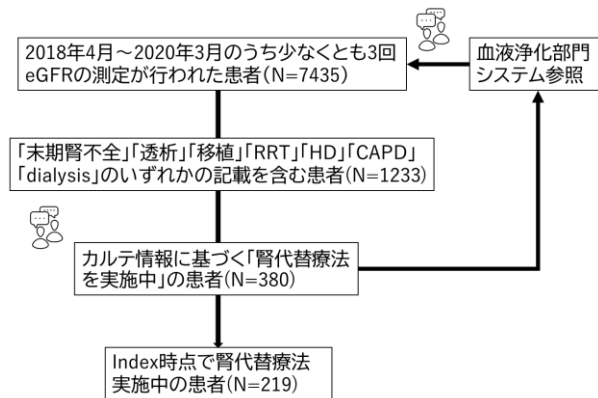 2018年4月～2020年3月のうち少なくとも3回
eGFRの測定が行われた患者(N=7435)
血液浄化部門
システム参照
「末期腎不全」「透析」「移植」「RRT」「HD」「CAPD」
「dialysis」のいずれかの記載を含む患者(N=1233)
カルテ情報に基づく「腎代替療法
を実施中」の患者(N=380)
Index時点で腎代替療法
実施中の患者(N=219)